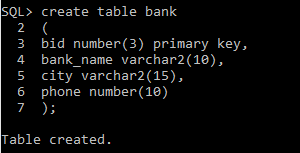 SQL> create table bank
2 (
3 bid number(3) primary key,
4 bank_name varchar2(10),
5 city varchar2(15),
6 phone number(10)
7 );
Table created.